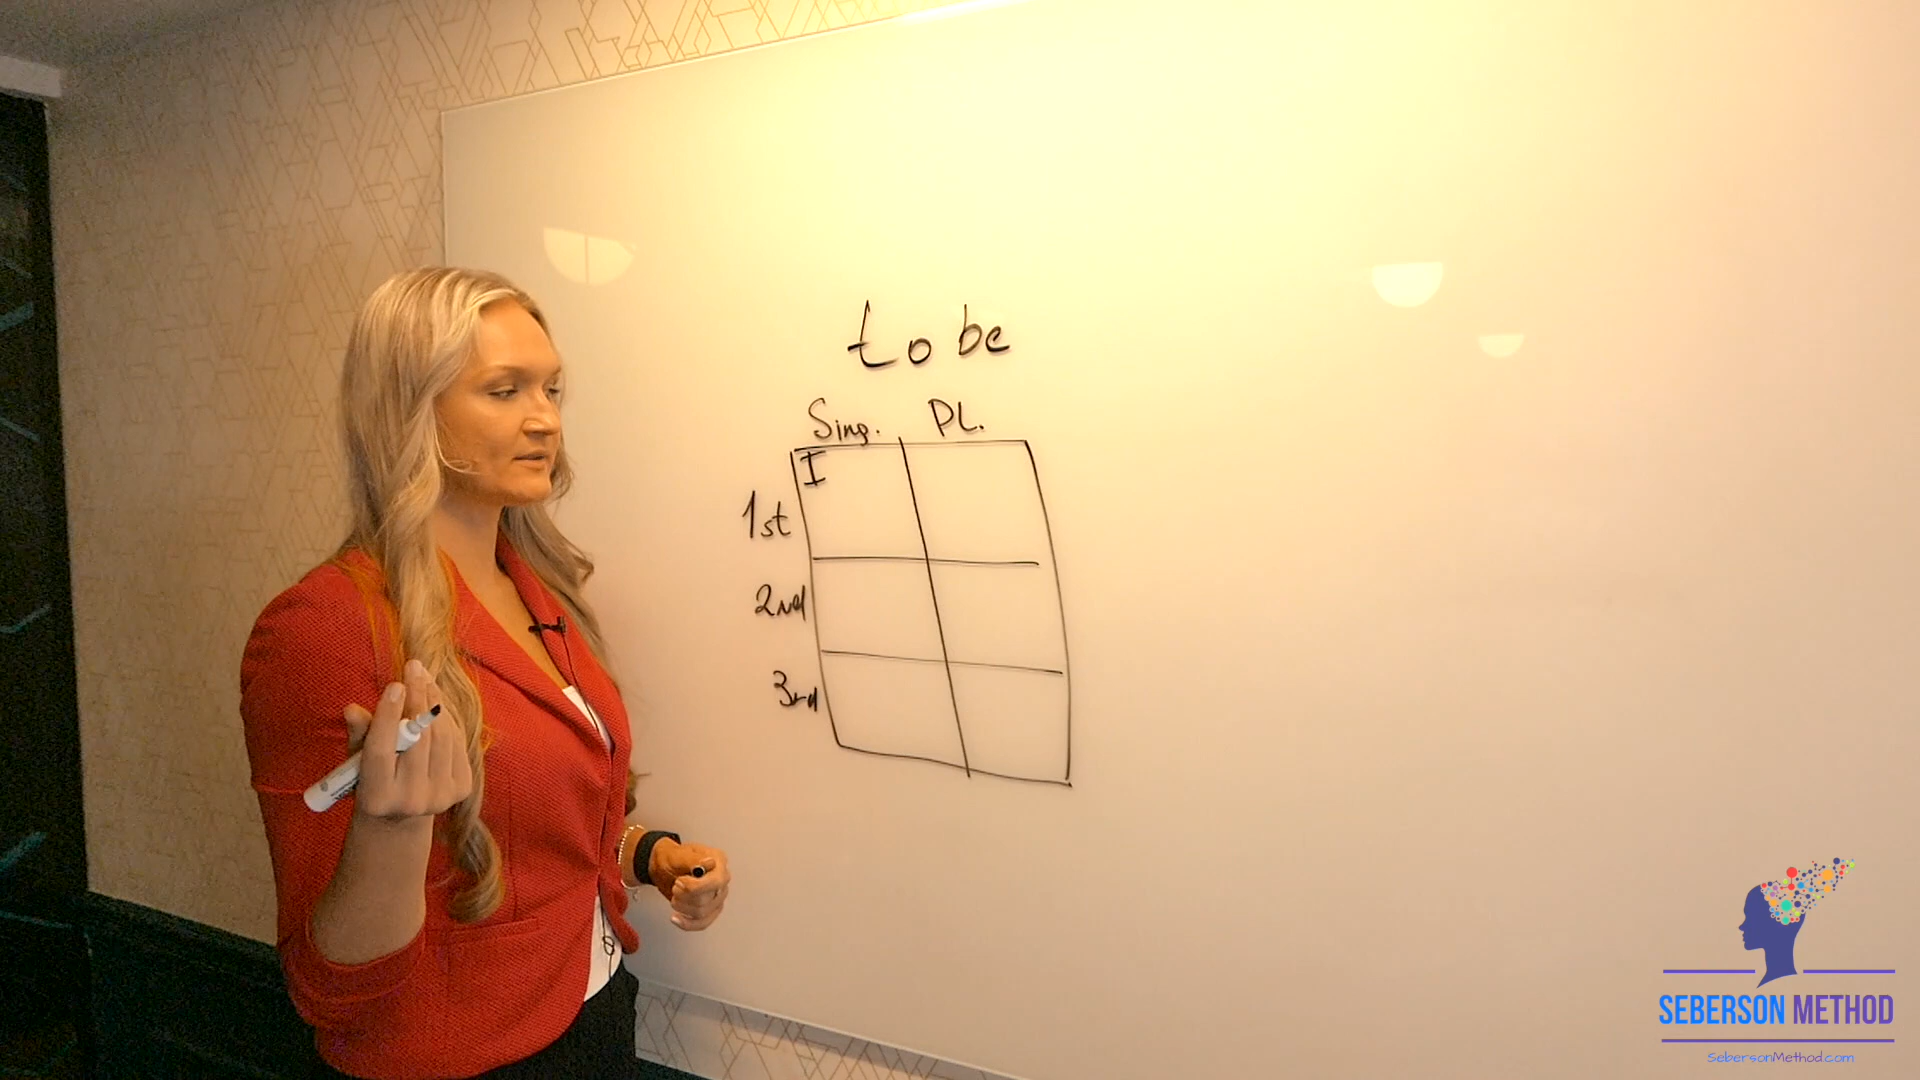 to be
Sing. PL.
I
1st
2nd
3rd
SEBERSON METHOD
SebersonMethod.com